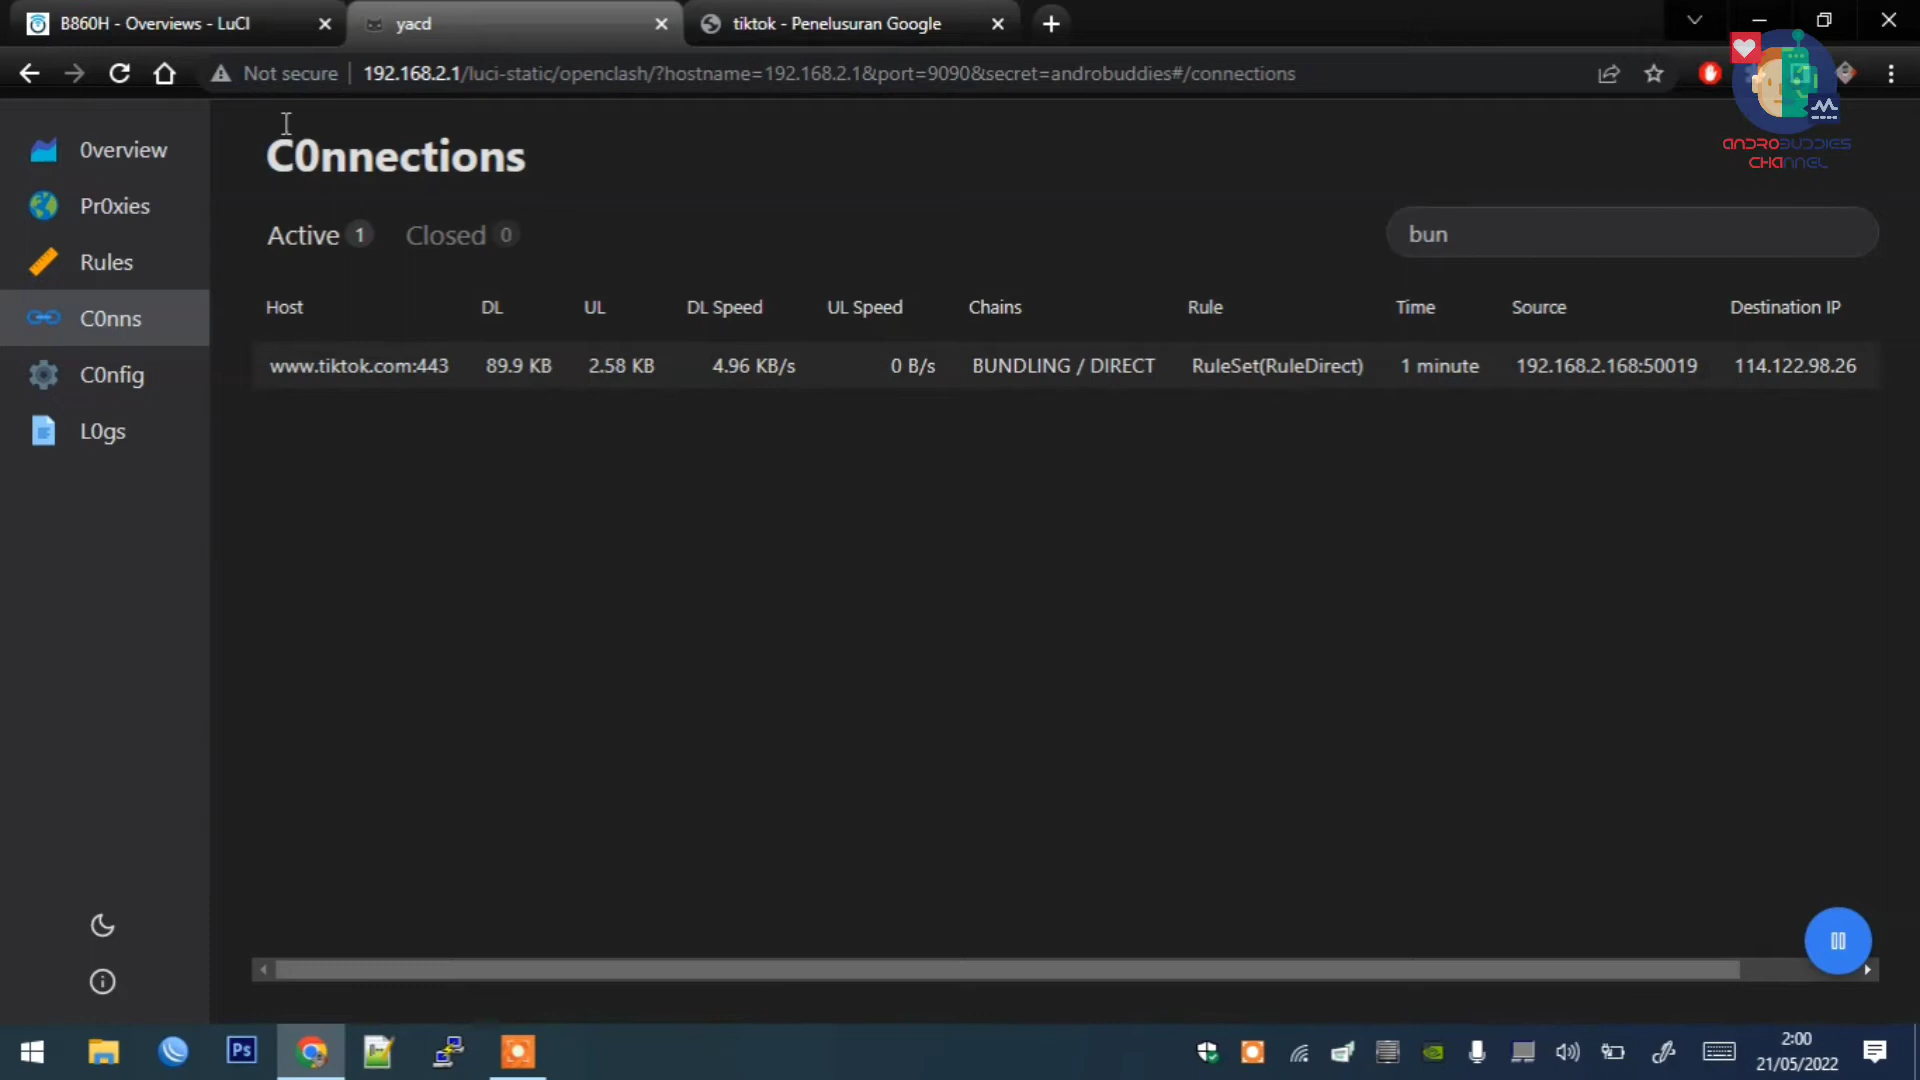 B860H - Overviews - LuCI
yacd
tiktok - Penelusuran Google
Not secure
192.168.2.1/luci-static/openclash/?hostname=192.168.2.1&port=9090&secret=androbuddies#/connections
ANDROBUDDIES
CHANNEL
0verview
Pr0xies
Rules
C0nns
C0nfig
L0gs
C0nnections
Active 1
Closed 0
bun
Host DL UL DL Speed UL Speed Chains Rule Time Source Destination IP
www.tiktok.com:443 89.9 KB 2.58 KB 4.96 KB/s 0 B/s BUNDLING / DIRECT RuleSet(RuleDirect) 1 minute 192.168.2.168:50019 114.122.98.26
Ps
2:00
21/05/2022